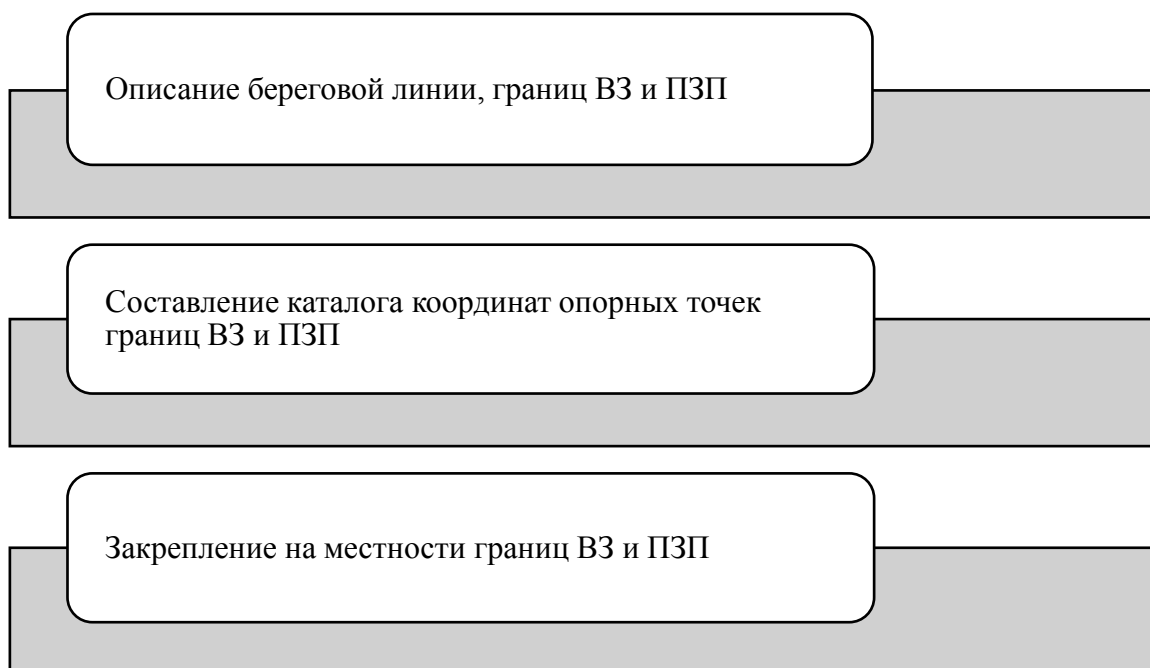 Описание береговой линии, границ ВЗ и ПЗП
Составление каталога координат опорных точек
границ ВЗ и ПЗП
Закрепление на местности границ ВЗ и ПЗП